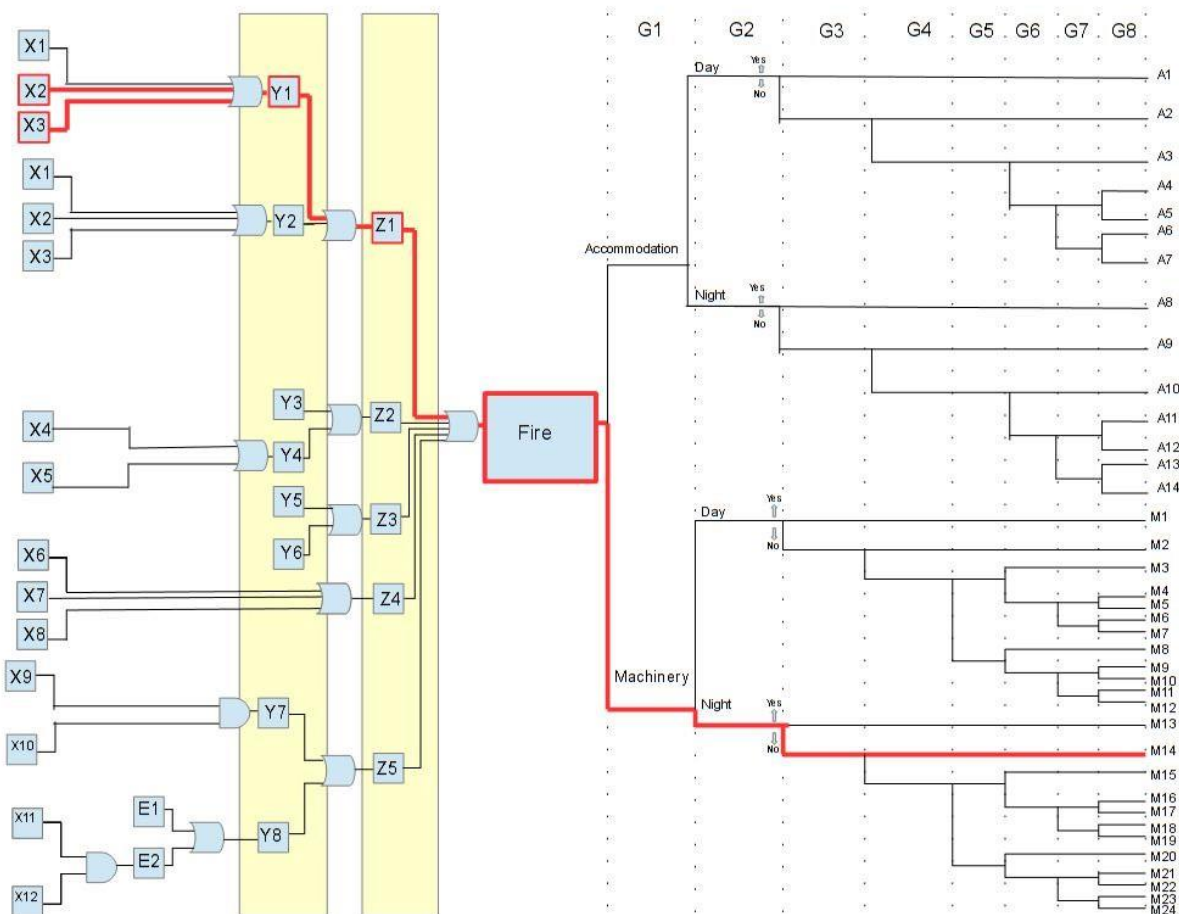 G1 G2 G3 G4 G5 G6 G7 G8
X1
X2
X3
Y1
X1
X2
X3
Y2
Z1
X4
X5
Y3
Y4
Z2
Y5
Y6
Z3
X6
X7
X8
Z4
X9
X10
Y7
Z5
X11
X12
E1
E2
Y8
Fire
Accommodation
Day
Yes
No
A1
A2
A3
A4
A5
A6
A7
Night
Yes
No
A8
A9
A10
A11
A12
A13
A14
Machinery
Day
Yes
No
M1
M2
M3
M4
M5
M6
M7
M8
M9
M10
M11
M12
Night
Yes
No
M13
M14
M15
M16
M17
M18
M19
M20
M21
M22
M23
M24